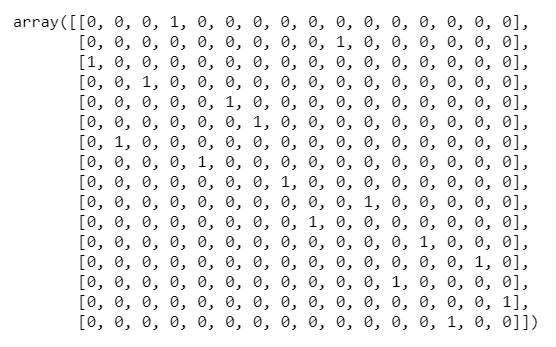 array([[0, 0, 0, 1, 0, 0, 0, 0, 0, 0, 0, 0, 0, 0, 0, 0],
[0, 0, 0, 0, 0, 0, 0, 0, 0, 1, 0, 0, 0, 0, 0, 0],
[1, 0, 0, 0, 0, 0, 0, 0, 0, 0, 0, 0, 0, 0, 0, 0],
[0, 0, 1, 0, 0, 0, 0, 0, 0, 0, 0, 0, 0, 0, 0, 0],
[0, 0, 0, 0, 0, 1, 0, 0, 0, 0, 0, 0, 0, 0, 0, 0],
[0, 0, 0, 0, 0, 0, 1, 0, 0, 0, 0, 0, 0, 0, 0, 0],
[0, 1, 0, 0, 0, 0, 0, 0, 0, 0, 0, 0, 0, 0, 0, 0],
[0, 0, 0, 0, 1, 0, 0, 0, 0, 0, 0, 0, 0, 0, 0, 0],
[0, 0, 0, 0, 0, 0, 0, 1, 0, 0, 0, 0, 0, 0, 0, 0],
[0, 0, 0, 0, 0, 0, 0, 0, 0, 0, 1, 0, 0, 0, 0, 0],
[0, 0, 0, 0, 0, 0, 0, 0, 1, 0, 0, 0, 0, 0, 0, 0],
[0, 0, 0, 0, 0, 0, 0, 0, 0, 0, 0, 0, 1, 0, 0, 0],
[0, 0, 0, 0, 0, 0, 0, 0, 0, 0, 0, 0, 0, 0, 1, 0],
[0, 0, 0, 0, 0, 0, 0, 0, 0, 0, 0, 1, 0, 0, 0, 0],
[0, 0, 0, 0, 0, 0, 0, 0, 0, 0, 0, 0, 0, 0, 0, 1],
[0, 0, 0, 0, 0, 0, 0, 0, 0, 0, 0, 0, 0, 1, 0, 0]])